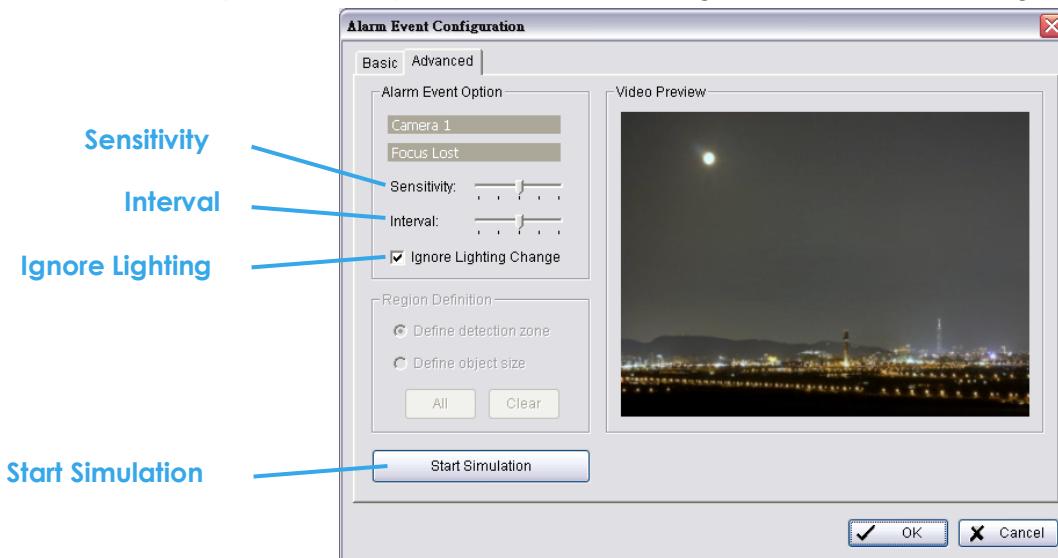 Alarm Event Configuration
Basic Advanced
Alarm Event Option
Video Preview
Camera 1
Focus Lost
Sensitivity
Sensitivity:
Interval
Interval:
Ignore Lighting
Ignore Lighting Change
Region Definition
Define detection zone
Define object size
All Clear
Start Simulation
Start Simulation
OK Cancel